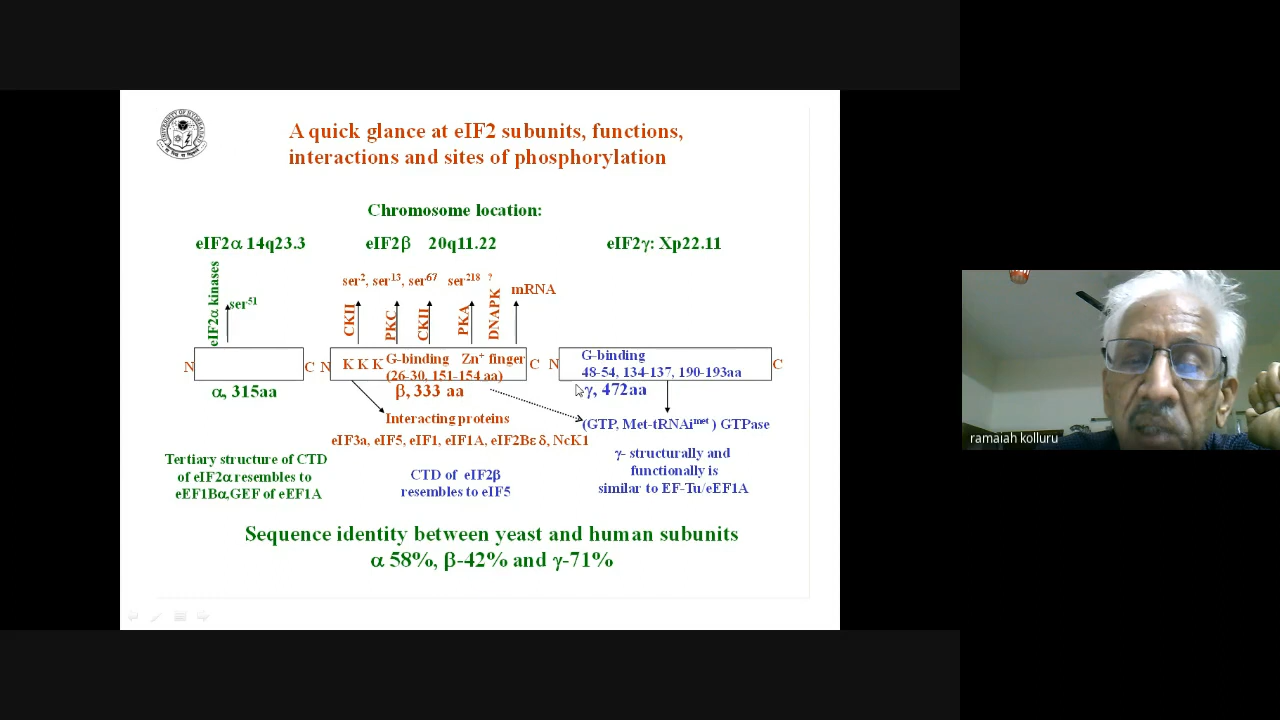 A quick glance at eIF2 subunits, functions,
interactions and sites of phosphorylation
Chromosome location:
eIF2α 14q23.3 eIF2β 20q11.22 eIF2γ: Xp22.11
eIF2α kinases
ser51
ser2, ser13, ser67 ser218 ?
mRNA
CKII
PKC
CKII
PKA
DNAPK
N C N K K K G-binding Zn+ finger C N G-binding C
(26-30, 151-154 aa) 48-54, 134-137, 190-193aa
α, 315aa β, 333 aa γ, 472aa
Interacting proteins
(GTP, Met-tRNAimet ) GTPase
eIF3a, eIF5, eIF1, eIF1A, eIF2Bε δ, NcK1
Tertiary structure of CTD
of eIF2α resembles to
eEF1Bα,GEF of eEF1A
CTD of eIF2β
resembles to eIF5
γ- structurally and
functionally is
similar to EF-Tu/eEF1A
Sequence identity between yeast and human subunits
α 58%, β-42% and γ-71%
ramaiah kolluru